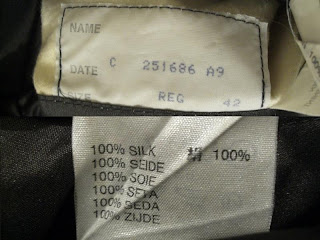 NAME
DATE C 251686 A9
SIZE REG 42
100%
100% SILK 絹 100%
100% SEIDE
100% SOIE
100% SETA
100% SEDA
100% ZIJDE